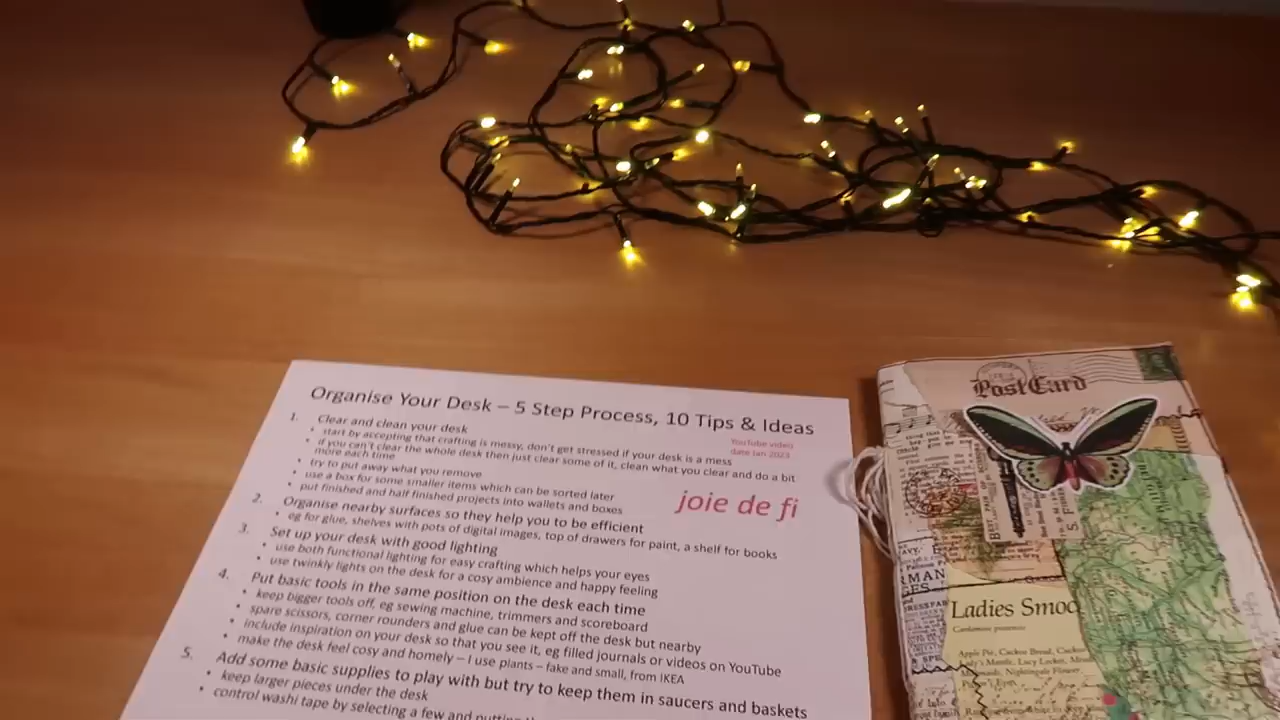 Organise Your Desk – 5 Step Process, 10 Tips & Ideas
YouTube video
date Jan 2023
joie de fi
1. Clear and clean your desk
• start by accepting that crafting is messy, don't get stressed if your desk is a mess
• if you can't clear the whole desk then just clear some of it, clean what you clear and do a bit
more each time
• try to put away what you remove
• use a box for some smaller items which can be sorted later
• put finished and half finished projects into wallets and boxes
2. Organise nearby surfaces so they help you to be efficient
• eg for glue, shelves with pots of digital images, top of drawers for paint, a shelf for books
3. Set up your desk with good lighting
• use both functional lighting for easy crafting which helps your eyes
• use twinkly lights on the desk for a cosy ambience and happy feeling
4. Put basic tools in the same position on the desk each time
• keep bigger tools off, eg sewing machine, trimmers and scoreboard
• spare scissors, corner rounders and glue can be kept off the desk but nearby
• include inspiration on your desk so that you see it, eg filled journals or videos on YouTube
• make the desk feel cosy and homely – I use plants – fake and small, from IKEA
5. Add some basic supplies to play with but try to keep them in saucers and baskets
• keep larger pieces under the desk
• control washi tape by selecting a few and putting
PostCard
Ladies Smoc
Apple Pie, Cuckoo Bread, Cuckoo
Lady's Mantle, Lucy Locket,
Nightingale Flower